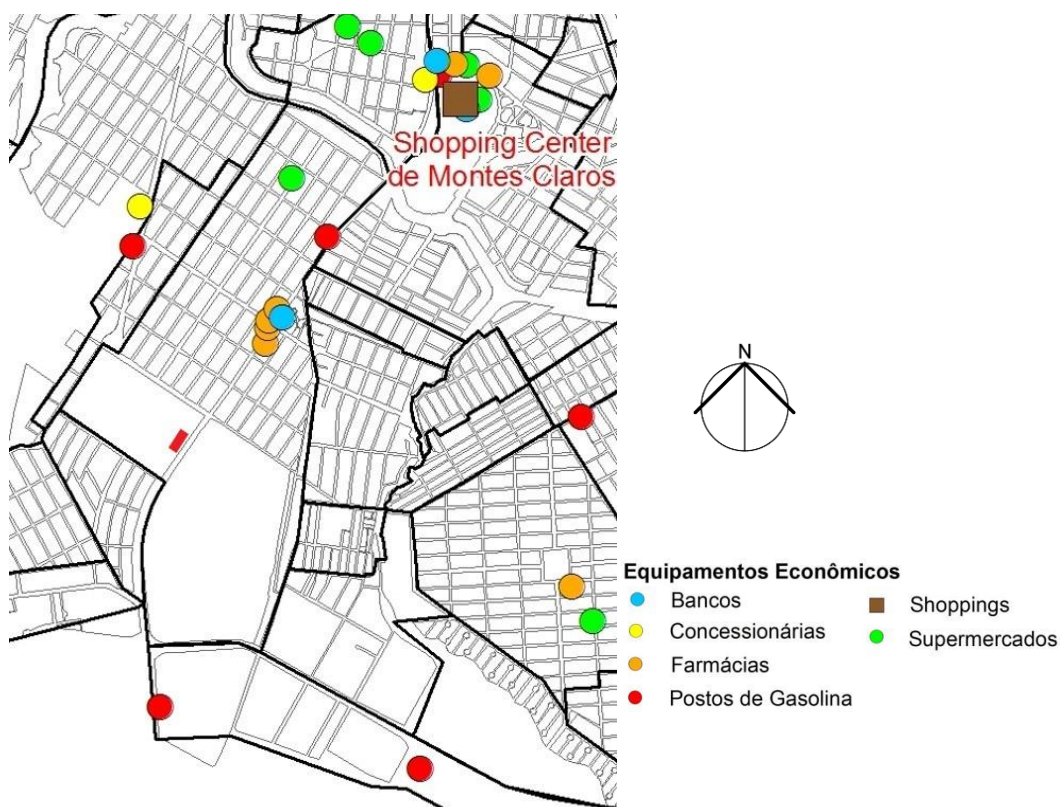 Shopping Center
de Montes Claros
N
Equipamentos Econômicos
Bancos
Concessionárias
Farmácias
Postos de Gasolina
Shoppings
Supermercados